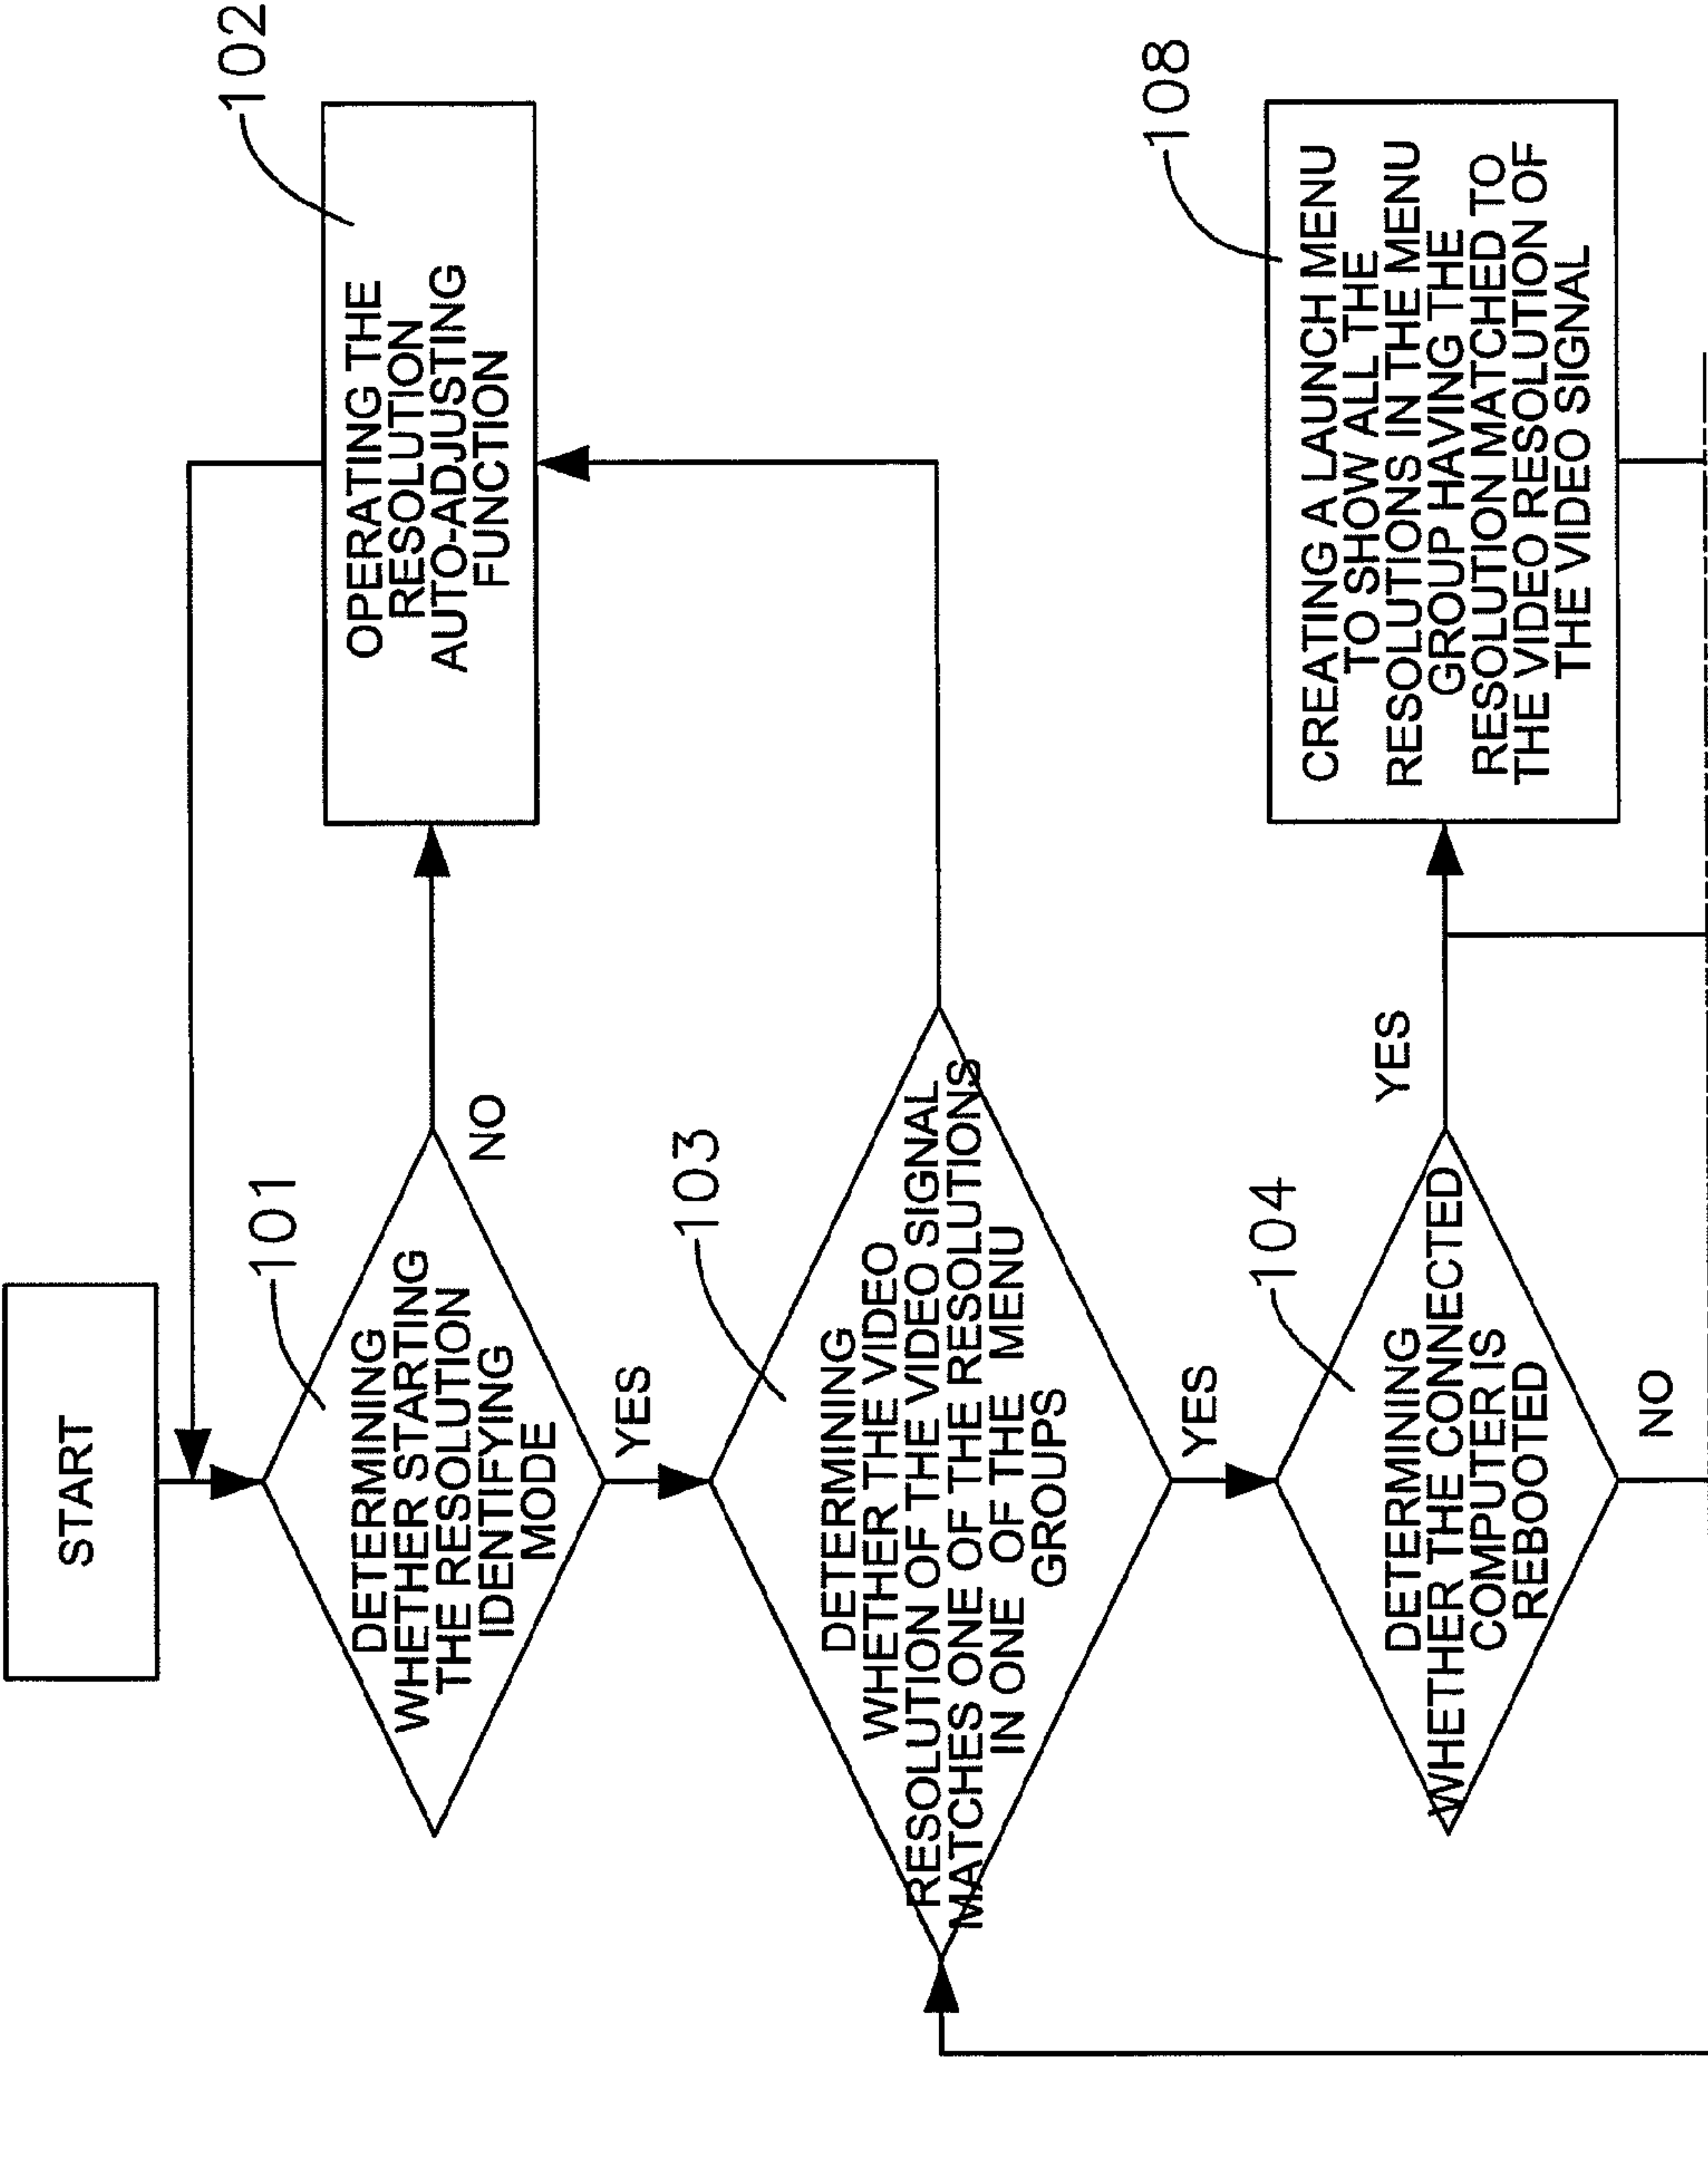 START
101
DETERMINING
WHETHER STARTING
THE RESOLUTION
IDENTIFYING
MODE
NO
102
OPERATING THE
RESOLUTION
AUTO-ADJUSTING
FUNCTION
YES
103
DETERMINING
WHETHER THE VIDEO
RESOLUTION OF THE VIDEO SIGNAL
MATCHES ONE OF THE RESOLUTIONS
IN ONE OF THE MENU
GROUPS
YES
104
DETERMINING
WHETHER THE CONNECTED
COMPUTER IS
REBOOTED
YES
NO
108
CREATING A LAUNCH MENU
TO SHOW ALL THE
RESOLUTIONS IN THE MENU
GROUP HAVING THE
RESOLUTION MATCHED TO
THE VIDEO RESOLUTION OF
THE VIDEO SIGNAL